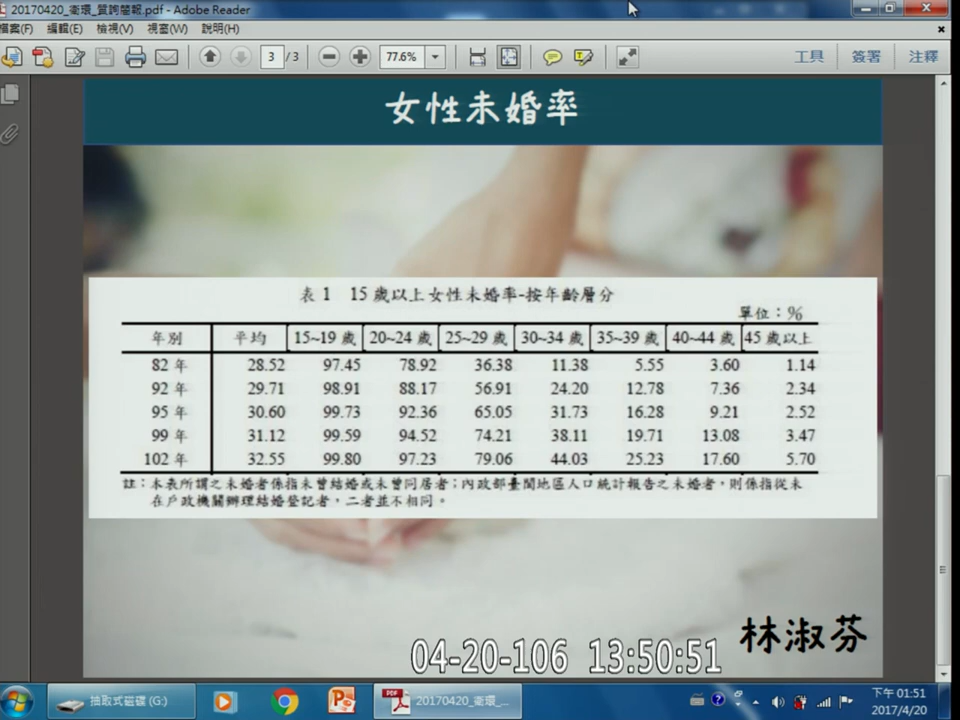 20170420_衛環_質詢簡報.pdf - Adobe Reader
檔案(F) 編輯(E) 檢視(V) 視窗(W) 說明(H)
3 / 3 77.6% 工具 簽署 注釋
女性未婚率
表 1 15 歲以上女性未婚率-按年齡層分
單位：%
年別 平均 15~19 歲 20~24 歲 25~29 歲 30~34 歲 35~39 歲 40~44 歲 45 歲以上
82 年 28.52 97.45 78.92 36.38 11.38 5.55 3.60 1.14
92 年 29.71 98.91 88.17 56.91 24.20 12.78 7.36 2.34
95 年 30.60 99.73 92.36 65.05 31.73 16.28 9.21 2.52
99 年 31.12 99.59 94.52 74.21 38.11 19.71 13.08 3.47
102 年 32.55 99.80 97.23 79.06 44.03 25.23 17.60 5.70
註：本表所謂之未婚者係指未曾結婚或未曾同居者；內政部臺閩地區人口統計報告之未婚者，則係指從未
在戶政機關辦理結婚登記者，二者並不相同。
林淑芬
04-20-106 13:50:51
抽取式磁碟 (G:) 20170420_衛環_... 下午 01:51
2017/4/20